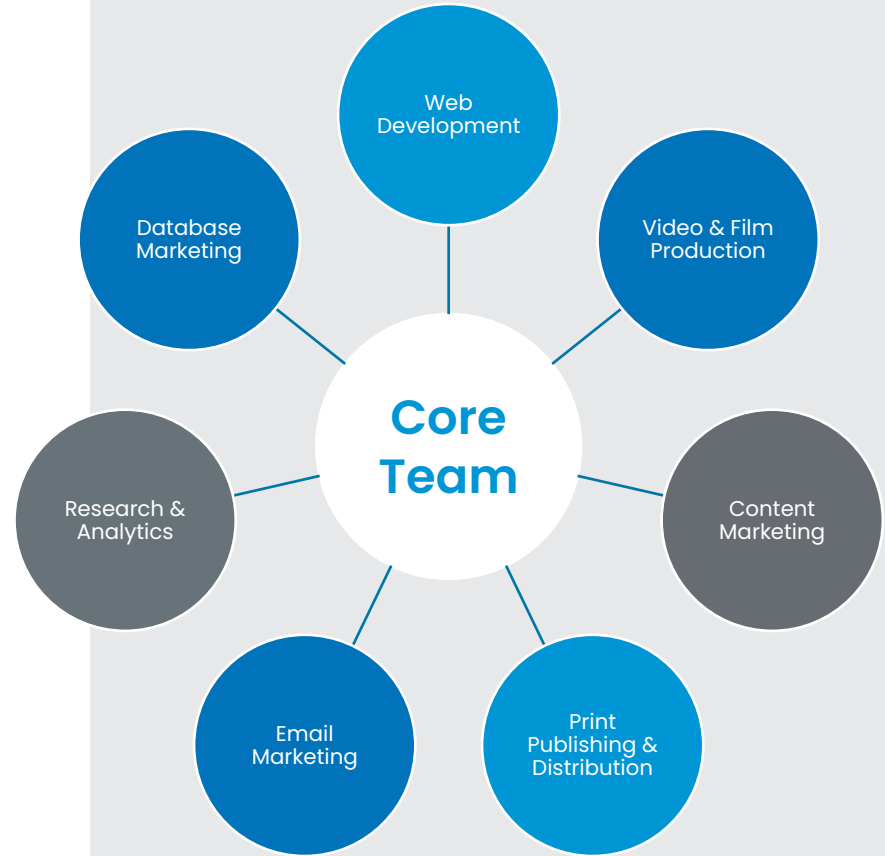 Web
Development
Database
Marketing
Video & Film
Production
Core
Team
Research &
Analytics
Content
Marketing
Email
Marketing
Print
Publishing &
Distribution